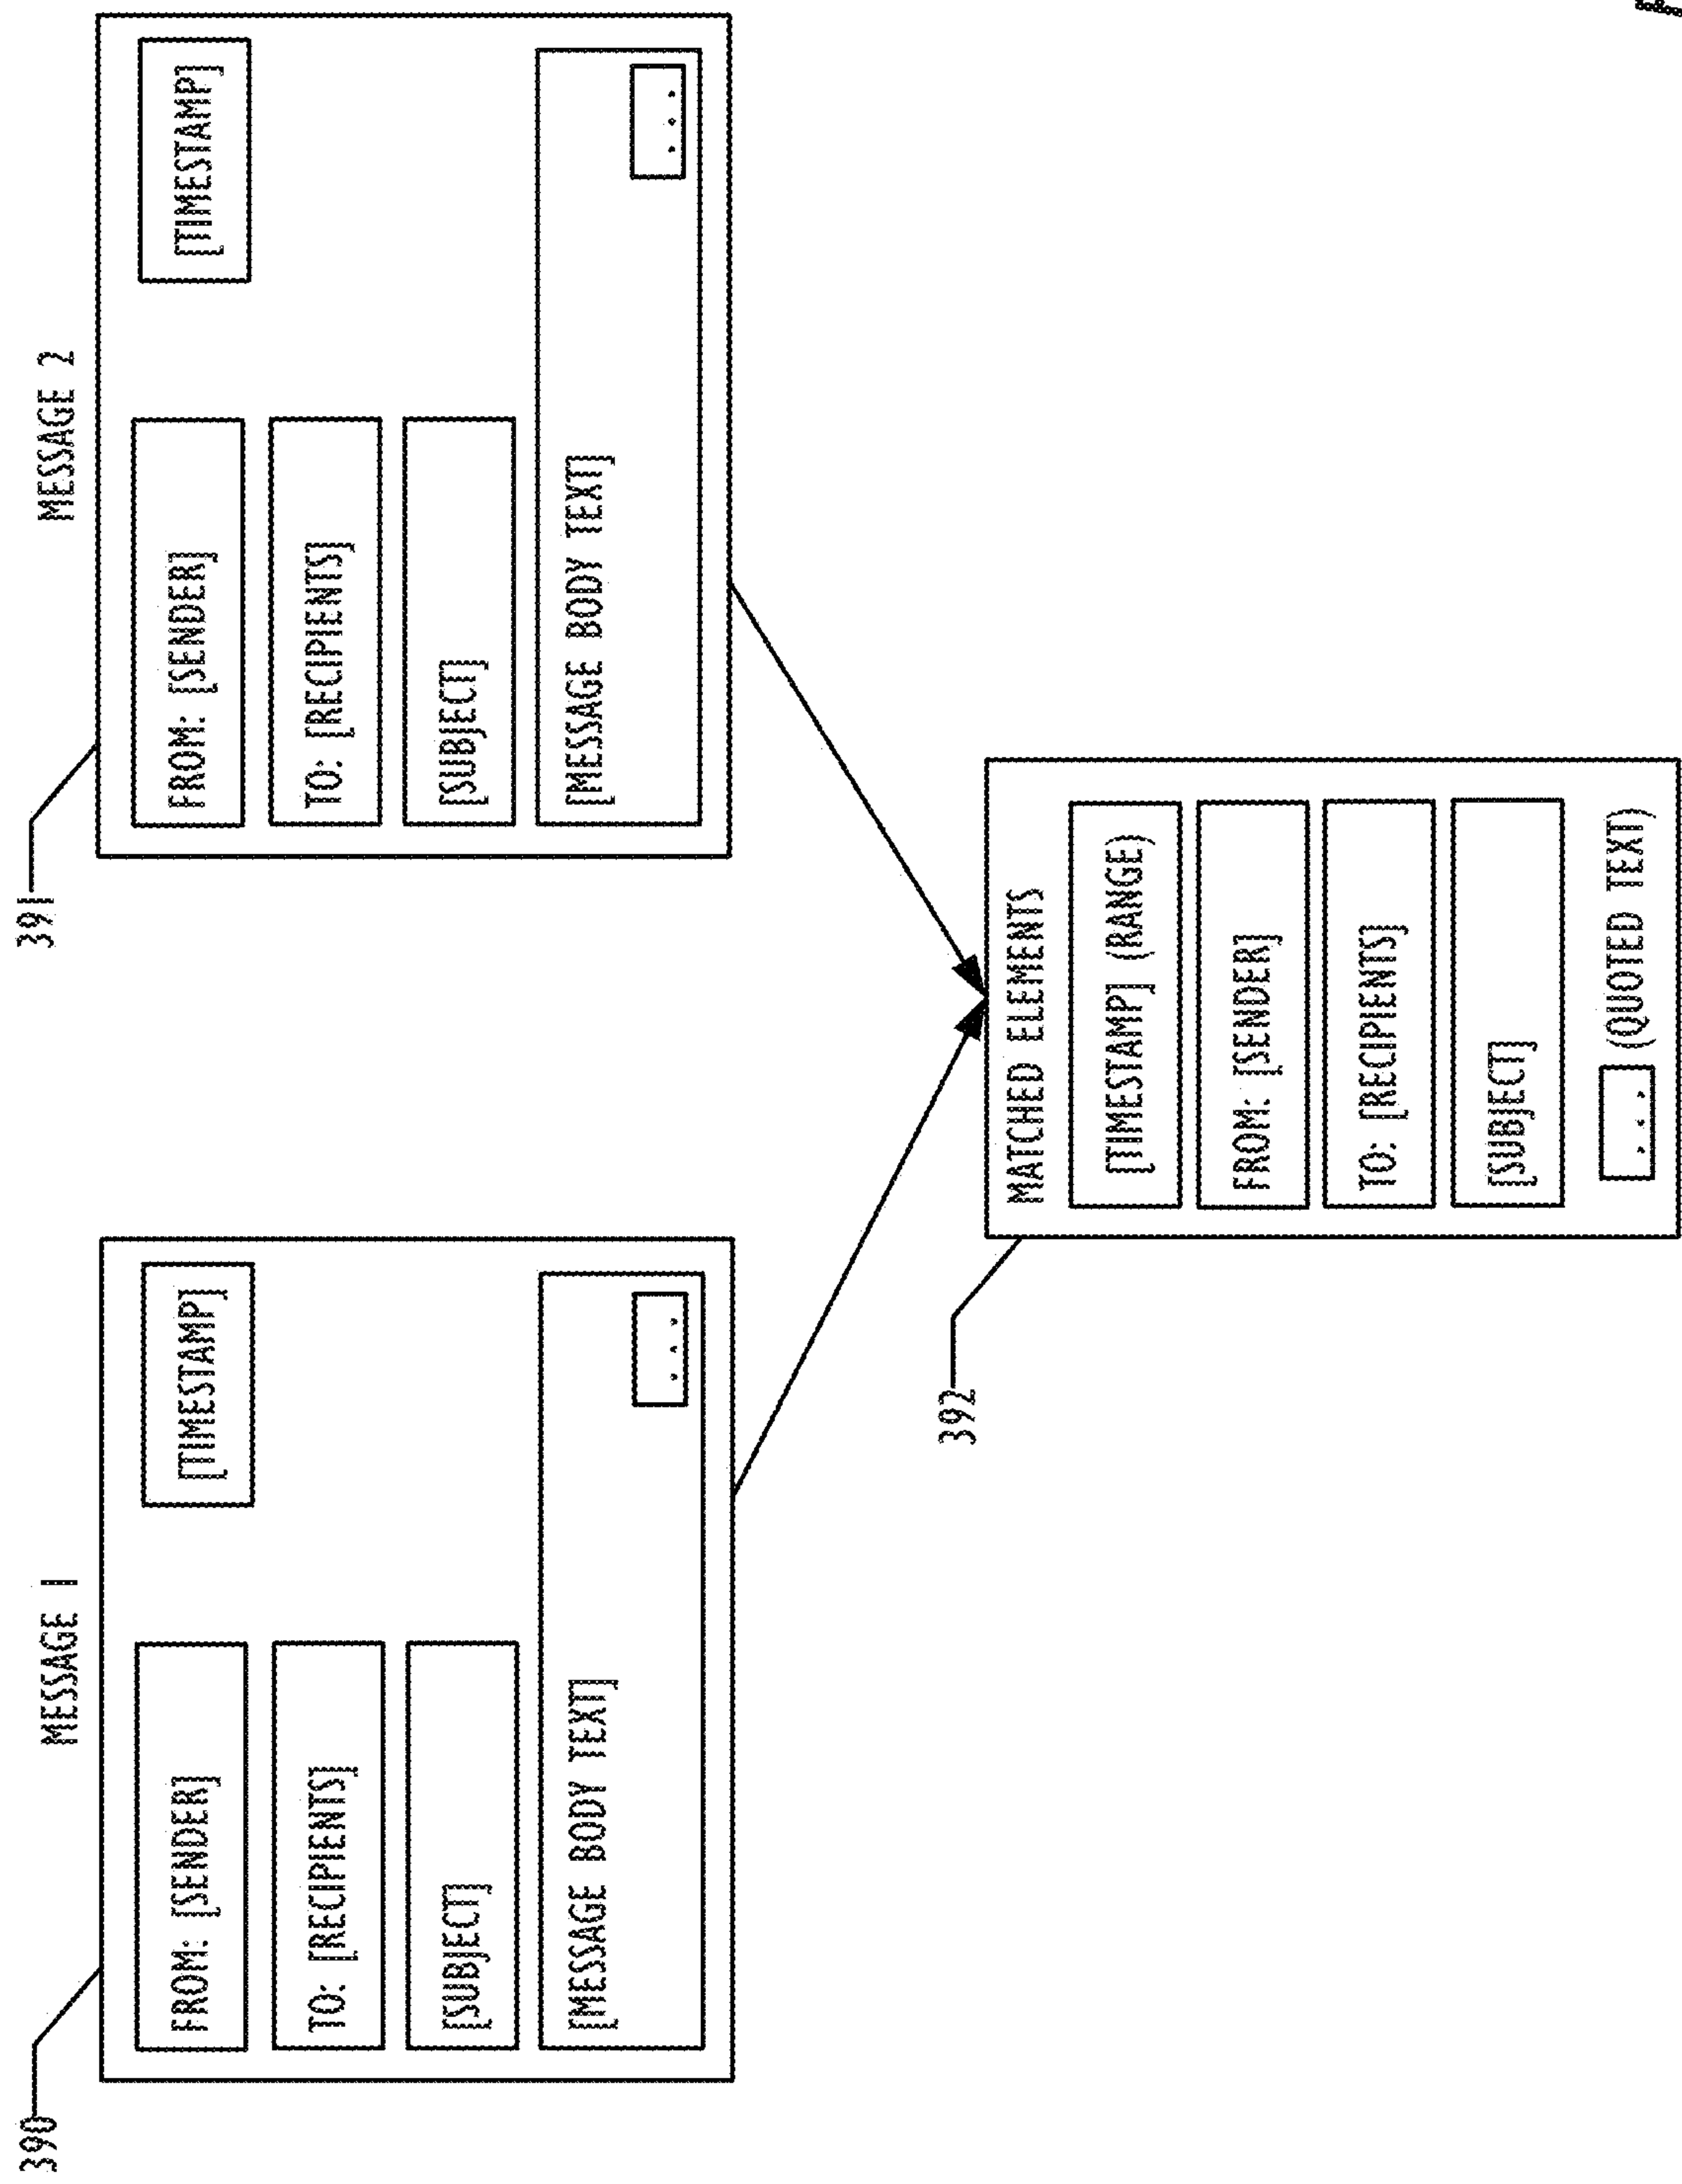 MESSAGE 1
390
FROM: [SENDER]
[TIMESTAMP]
TO: [RECIPIENTS]
[SUBJECT]
[MESSAGE BODY TEXT]
...
MESSAGE 2
391
FROM: [SENDER]
[TIMESTAMP]
TO: [RECIPIENTS]
[SUBJECT]
[MESSAGE BODY TEXT]
...
392
MATCHED ELEMENTS
[TIMESTAMP] (RANGE)
FROM: [SENDER]
TO: [RECIPIENTS]
[SUBJECT]
... (QUOTED TEXT)